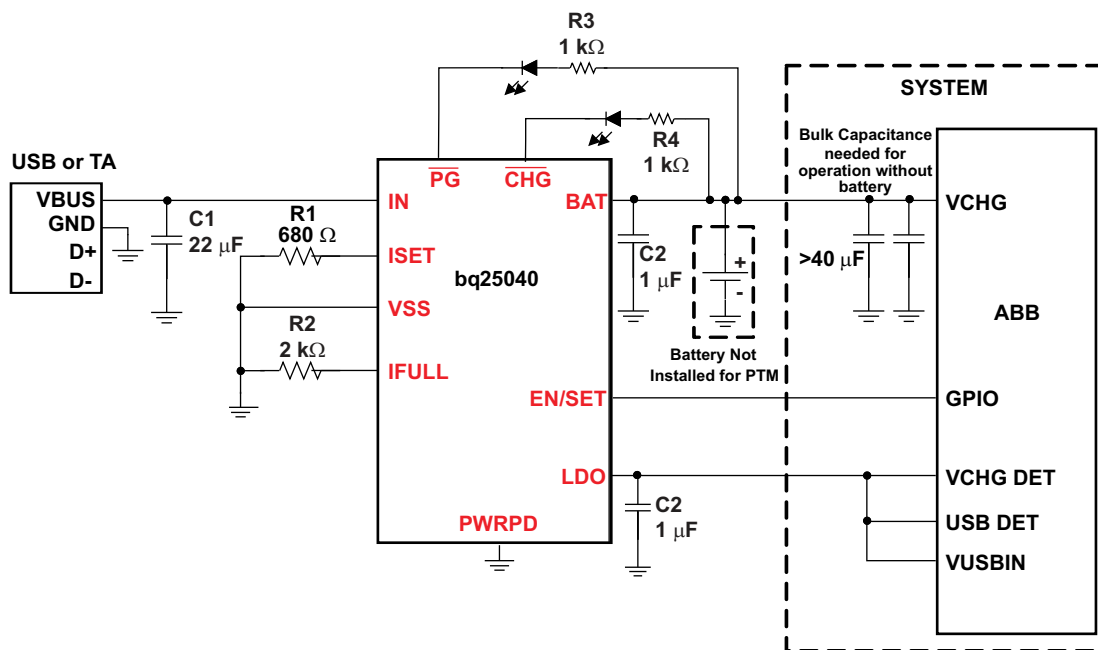 R3
1 kΩ
SYSTEM
R4
1 kΩ
Bulk Capacitance
needed for
operation without
battery
USB or TA
VBUS
GND
D+
D-
C1
22 μF
R1
680 Ω
R2
2 kΩ
PG
CHG
IN
BAT
ISET
bq25040
VSS
IFULL
EN/SET
LDO
PWRPD
C2
1 μF
+
-
Battery Not
Installed for PTM
>40 μF
C2
1 μF
VCHG
ABB
GPIO
VCHG DET
USB DET
VUSBIN